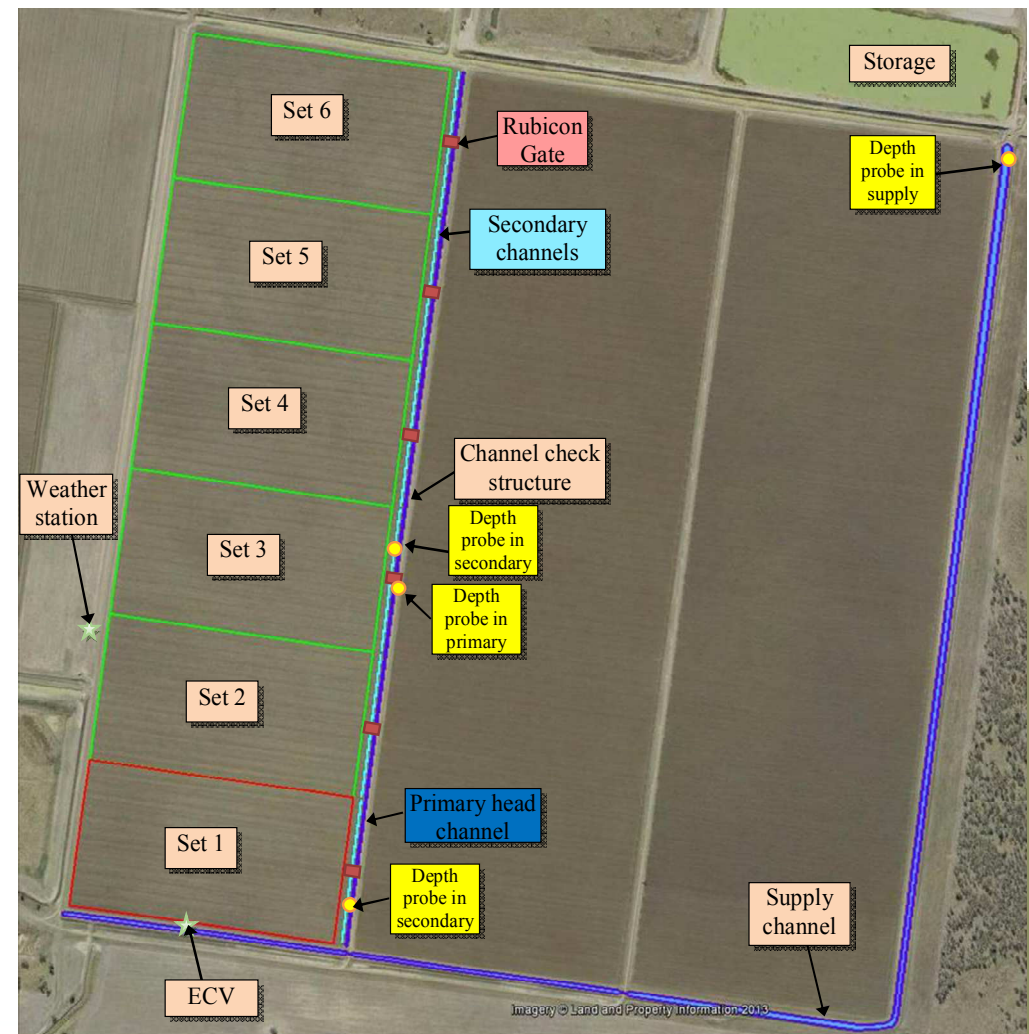 Storage
Set 6
Rubicon
Gate
Depth
probe in
supply
Secondary
channels
Set 5
Set 4
Channel check
structure
Weather
station
Depth
probe in
secondary
Set 3
Depth
probe in
primary
Set 2
Primary head
channel
Set 1
Depth
probe in
secondary
Supply
channel
ECV
Imagery © Land and Property Information 2013